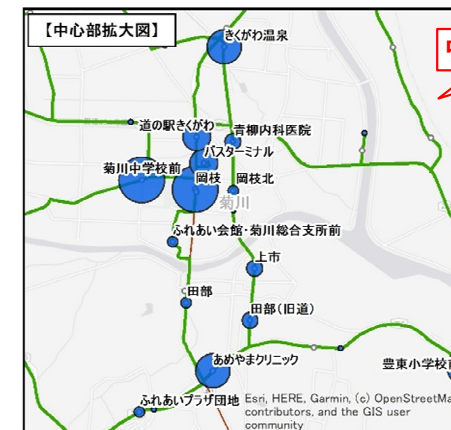 【中心部拡大図】
きくがわ温泉
道の駅きくがわ
青柳内科医院
バスターミナル
菊川中学校前
岡枝
岡枝北
菊川
ふれあい会館・菊川総合支所前
上市
田部
田部(旧道)
あめやまクリニック
豊東小学校
ふれあいプラザ団地
Esri, HERE, Garmin, (c) OpenStreetMa
contributors, and the GIS user
community